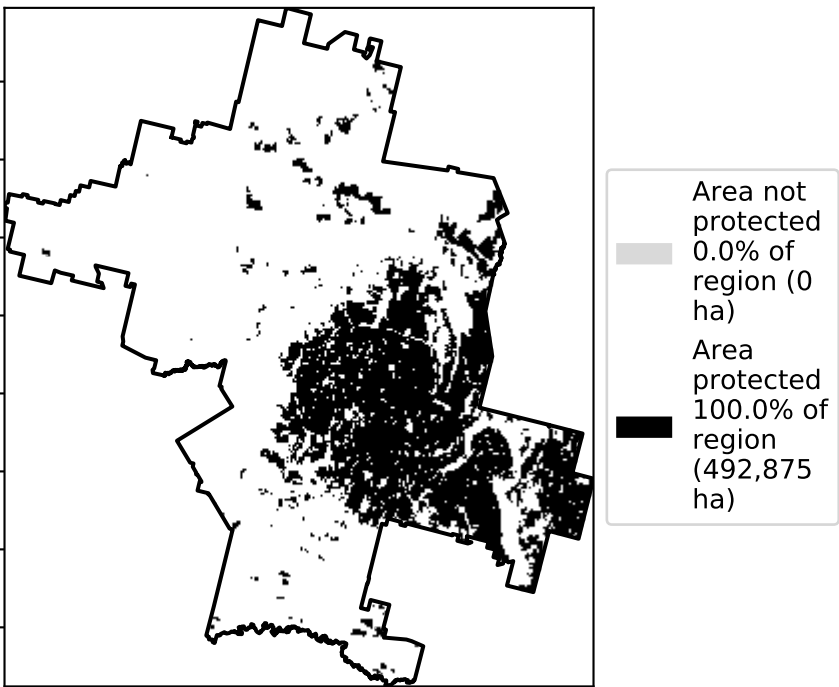 Area not
protected
0.0% of
region (0
ha)
Area
protected
100.0% of
region
(492,875
ha)